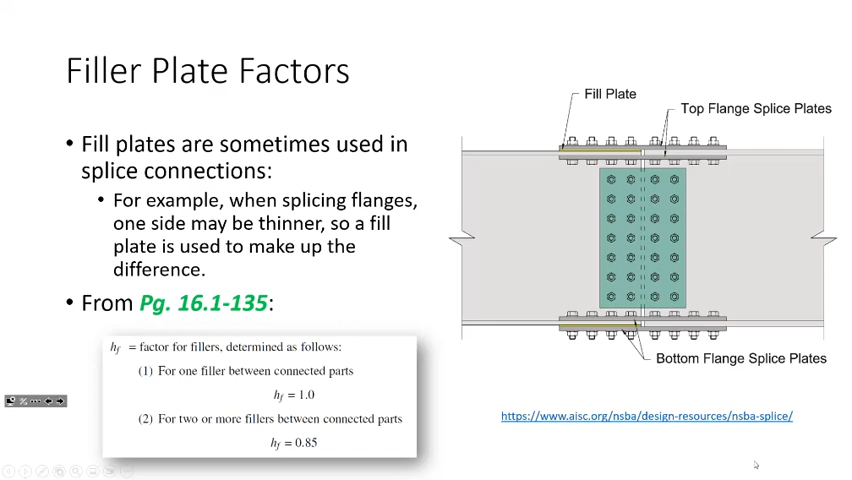 Filler Plate Factors
• Fill plates are sometimes used in
splice connections:
• For example, when splicing flanges,
one side may be thinner, so a fill
plate is used to make up the
difference.
• From Pg. 16.1-135:
hf = factor for fillers, determined as follows:
(1) For one filler between connected parts
hf = 1.0
(2) For two or more fillers between connected parts
hf = 0.85
Fill Plate
Top Flange Splice Plates
Bottom Flange Splice Plates
https://www.aisc.org/nsba/design-resources/nsba-splice/